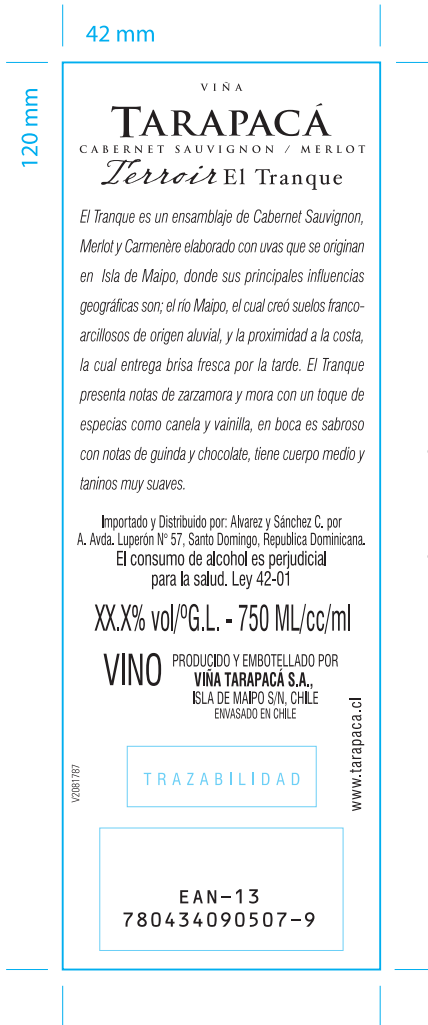 42 mm
120 mm
VIÑA
TARAPACÁ
CABERNET SAUVIGNON / MERLOT
Terroir El Tranque
El Tranque es un ensamblaje de Cabernet Sauvignon,
Merlot y Carmenère elaborado con uvas que se originan
en Isla de Maipo, donde sus principales influencias
geográficas son; el río Maipo, el cual creó suelos franco-
arcillosos de origen aluvial, y la proximidad a la costa,
la cual entrega brisa fresca por la tarde. El Tranque
presenta notas de zarzamora y mora con un toque de
especias como canela y vainilla, en boca es sabroso
con notas de guinda y chocolate, tiene cuerpo medio y
taninos muy suaves.
Importado y Distribuido por: Alvarez y Sánchez C. por
A. Avda. Luperón N° 57, Santo Domingo, Republica Dominicana.
El consumo de alcohol es perjudicial
para la salud. Ley 42-01
XX.X% vol/ºG.L. - 750 ML/cc/ml
VINO
PRODUCIDO Y EMBOTELLADO POR
VIÑA TARAPACÁ S.A.,
ISLA DE MAIPO S/N, CHILE
ENVASADO EN CHILE
www.tarapaca.cl
V2081787
TRAZABILIDAD
EAN-13
780434090507-9